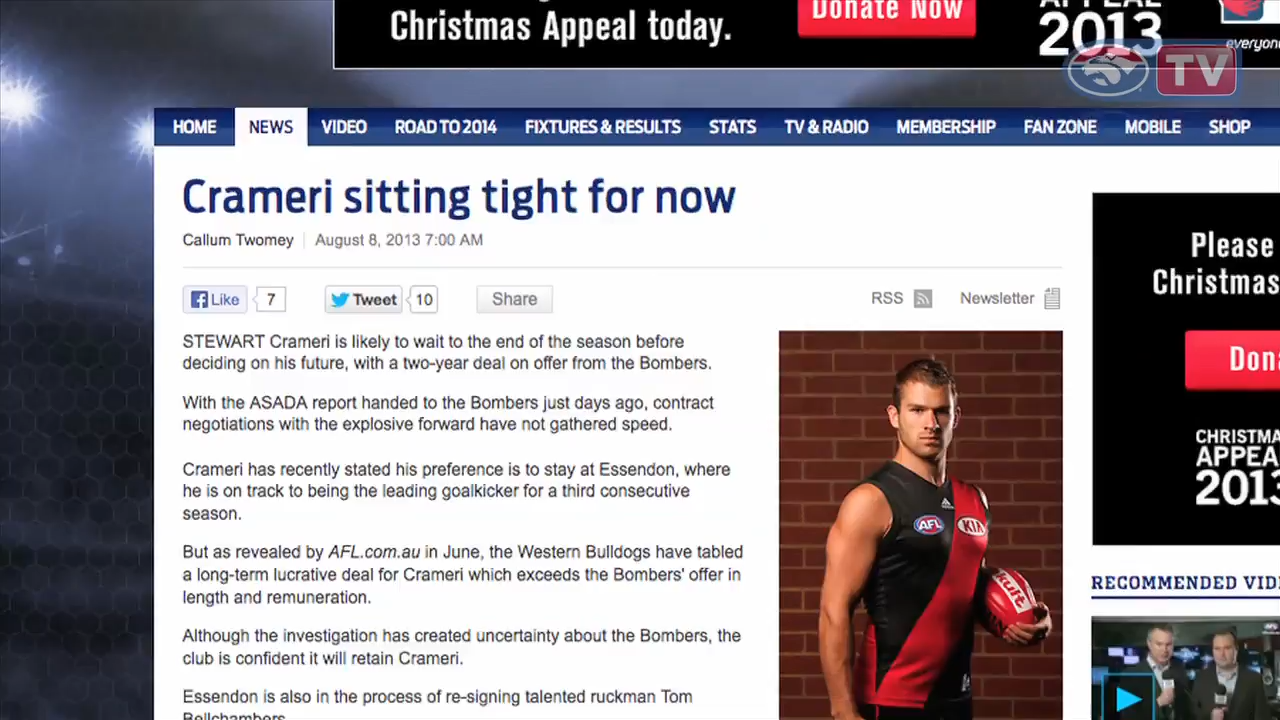 Christmas Appeal today.
Donate Now
APPEAL
2013
everyone
TV
HOME NEWS VIDEO ROAD TO 2014 FIXTURES & RESULTS STATS TV & RADIO MEMBERSHIP FAN ZONE MOBILE SHOP
Crameri sitting tight for now
Callum Twomey August 8, 2013 7:00 AM
Like 7 Tweet 10 Share RSS Newsletter
STEWART Crameri is likely to wait to the end of the season before
deciding on his future, with a two-year deal on offer from the Bombers.
With the ASADA report handed to the Bombers just days ago, contract
negotiations with the explosive forward have not gathered speed.
Crameri has recently stated his preference is to stay at Essendon, where
he is on track to being the leading goalkicker for a third consecutive
season.
But as revealed by AFL.com.au in June, the Western Bulldogs have tabled
a long-term lucrative deal for Crameri which exceeds the Bombers' offer in
length and remuneration.
Although the investigation has created uncertainty about the Bombers, the
club is confident it will retain Crameri.
Essendon is also in the process of re-signing talented ruckman Tom
Bellchambers
AFL KIA
Please
Christmas
Don
CHRISTMA
APPEA
2013
RECOMMENDED VID